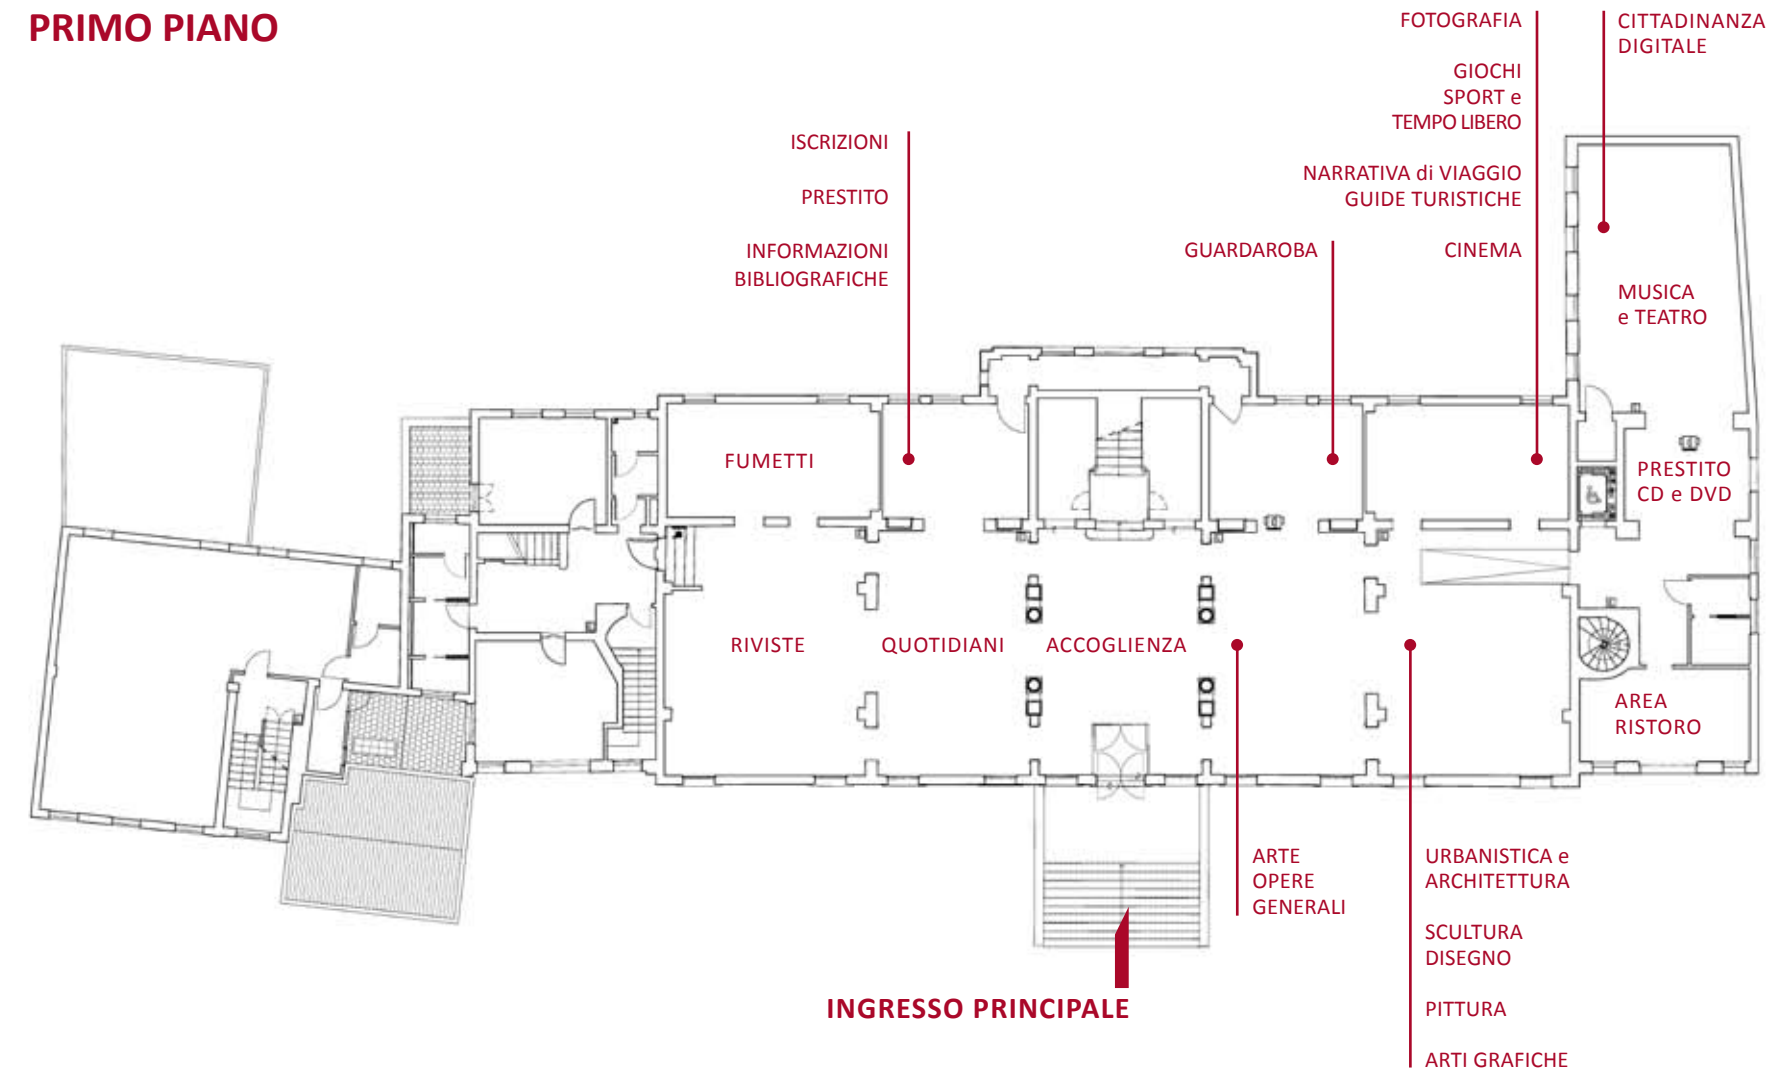 PRIMO PIANO
FOTOGRAFIA
GIOCHI
SPORT e
TEMPO LIBERO
NARRATIVA di VIAGGIO
GUIDE TURISTICHE
CINEMA
CITTADINANZA
DIGITALE
ISCRIZIONI
PRESTITO
INFORMAZIONI
BIBLIOGRAFICHE
GUARDAROBA
MUSICA
e TEATRO
FUMETTI
PRESTITO
CD e DVD
RIVISTE
QUOTIDIANI
ACCOGLIENZA
AREA
RISTORO
ARTE
OPERE
GENERALI
URBANISTICA e
ARCHITETTURA
SCULTURA
DISEGNO
PITTURA
ARTI GRAFICHE
INGRESSO PRINCIPALE